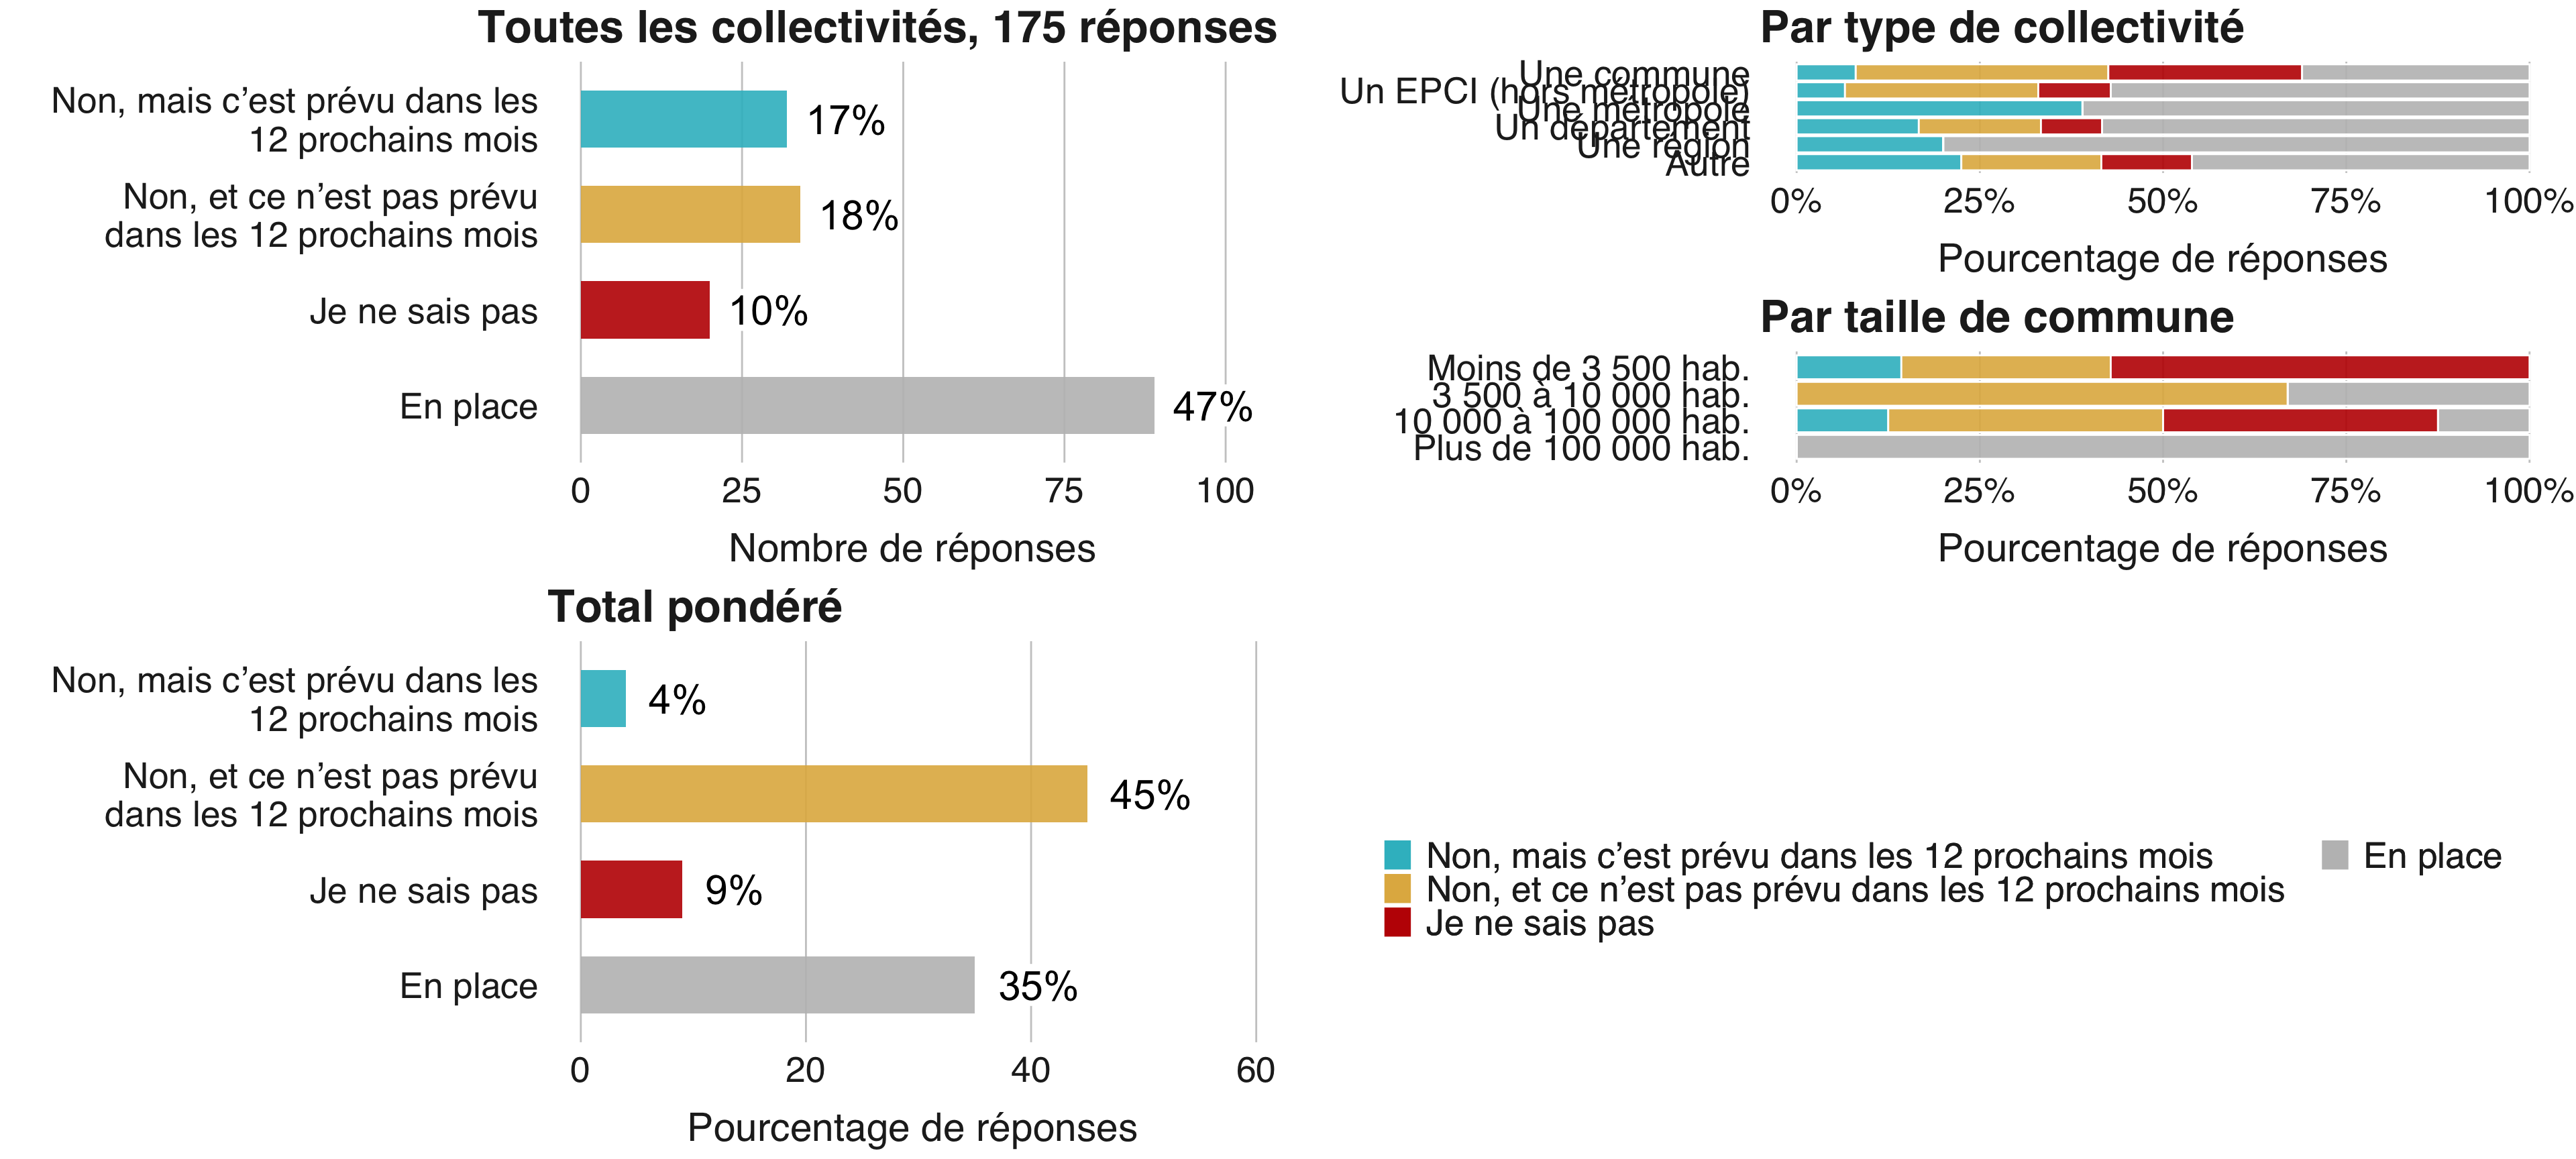 Toutes les collectivités, 175 réponses
Non, mais c’est prévu dans les
12 prochains mois
17%
Non, et ce n’est pas prévu
dans les 12 prochains mois
18%
Je ne sais pas
10%
En place
47%
0 25 50 75 100
Nombre de réponses
Total pondéré
Non, mais c’est prévu dans les
12 prochains mois
4%
Non, et ce n’est pas prévu
dans les 12 prochains mois
45%
Je ne sais pas
9%
En place
35%
0 20 40 60
Pourcentage de réponses
Par type de collectivité
Une commune
Un EPCI (hors métropole)
Une métropole
Un département
Une région
Autre
0% 25% 50% 75% 100%
Pourcentage de réponses
Par taille de commune
Moins de 3 500 hab.
3 500 à 10 000 hab.
10 000 à 100 000 hab.
Plus de 100 000 hab.
0% 25% 50% 75% 100%
Pourcentage de réponses
Non, mais c’est prévu dans les 12 prochains mois
Non, et ce n’est pas prévu dans les 12 prochains mois
Je ne sais pas
En place